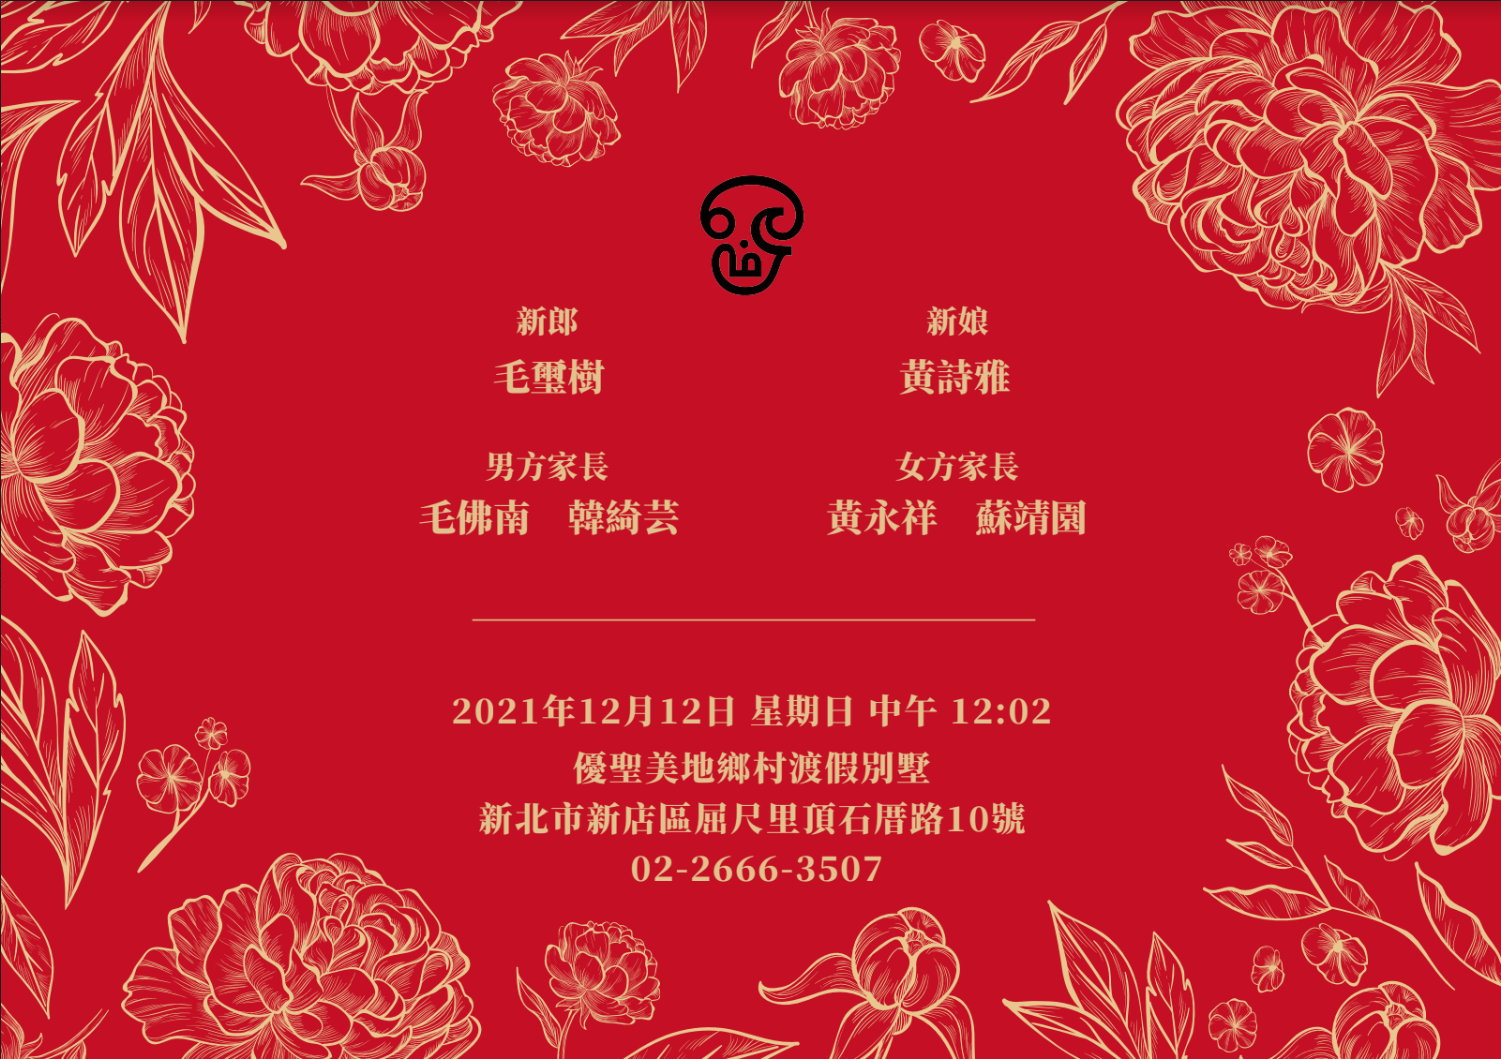 ஓம்
新郎
毛璽樹
新娘
黃詩雅
男方家長
毛佛南 韓綺芸
女方家長
黃永祥 蘇靖園
2021年12月12日 星期日 中午 12:02
優聖美地鄉村渡假別墅
新北市新店區屈尺里頂石厝路10號
02-2666-3507